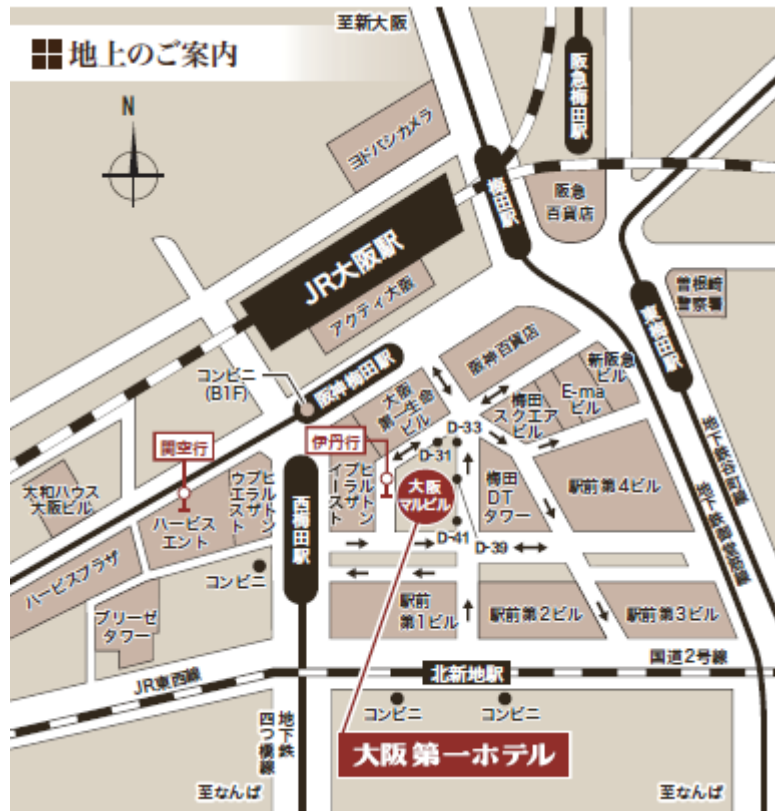 至新大阪
地上のご案内
N
阪急梅田駅
ヨドバシカメラ
梅田駅
阪急
百貨店
JR大阪駅
アクティ大阪
曽根崎
警察署
東梅田駅
阪神百貨店
新阪急
ビル
コンビニ
(B1F)
阪神梅田駅
大阪
第一生命
ビル
梅田
スクエア
ビル
E-ma
ビル
D-33
関空行
伊丹行
D-31
地下鉄谷町線
地下鉄御堂筋線
大和ハウス
大阪ビル
ヒルトン
プラザ
ウエスト
ハービス
エント
西梅田駅
ヒルトン
プラザ
イースト
大阪
マルビル
梅田
DT
タワー
駅前第4ビル
D-41
D-39
ハービスプラザ
コンビニ
ブリーゼ
タワー
駅前
第1ビル
駅前第2ビル
駅前第3ビル
国道2号線
JR東西線
北新地駅
コンビニ
コンビニ
地下鉄
四つ橋線
大阪第一ホテル
至なんば
至なんば